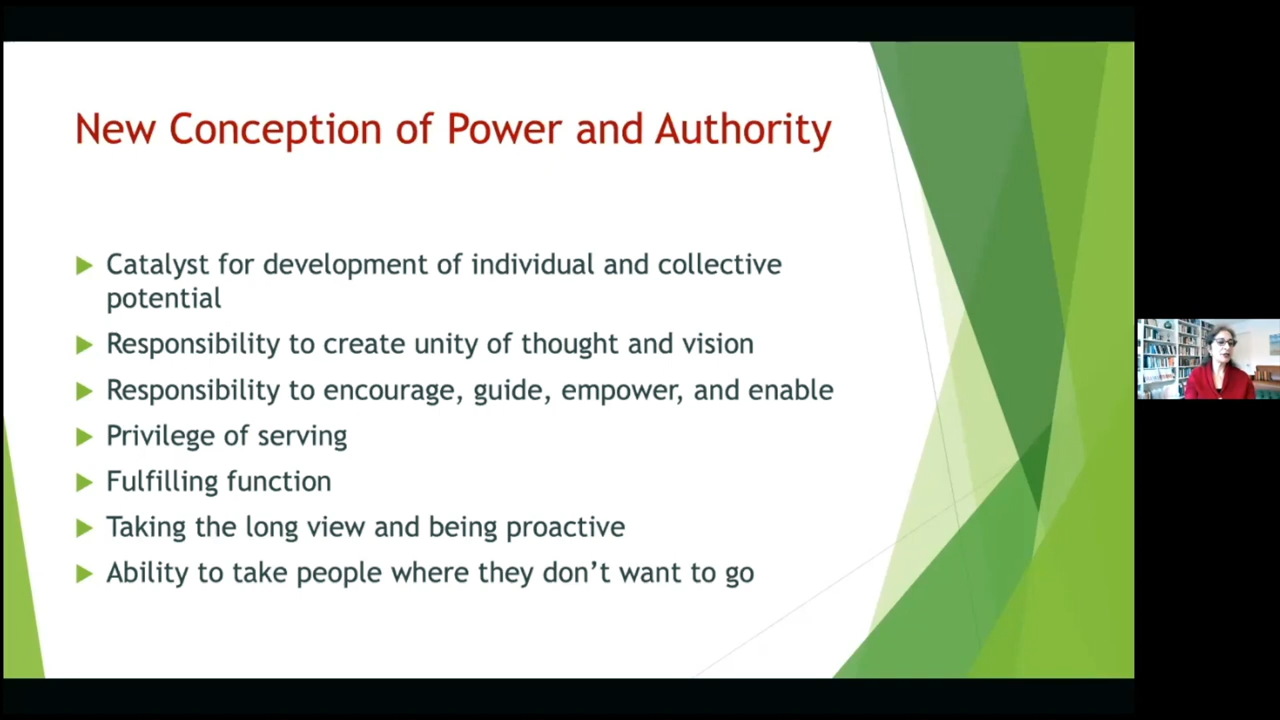 New Conception of Power and Authority
Catalyst for development of individual and collective
potential
Responsibility to create unity of thought and vision
Responsibility to encourage, guide, empower, and enable
Privilege of serving
Fulfilling function
Taking the long view and being proactive
Ability to take people where they don’t want to go